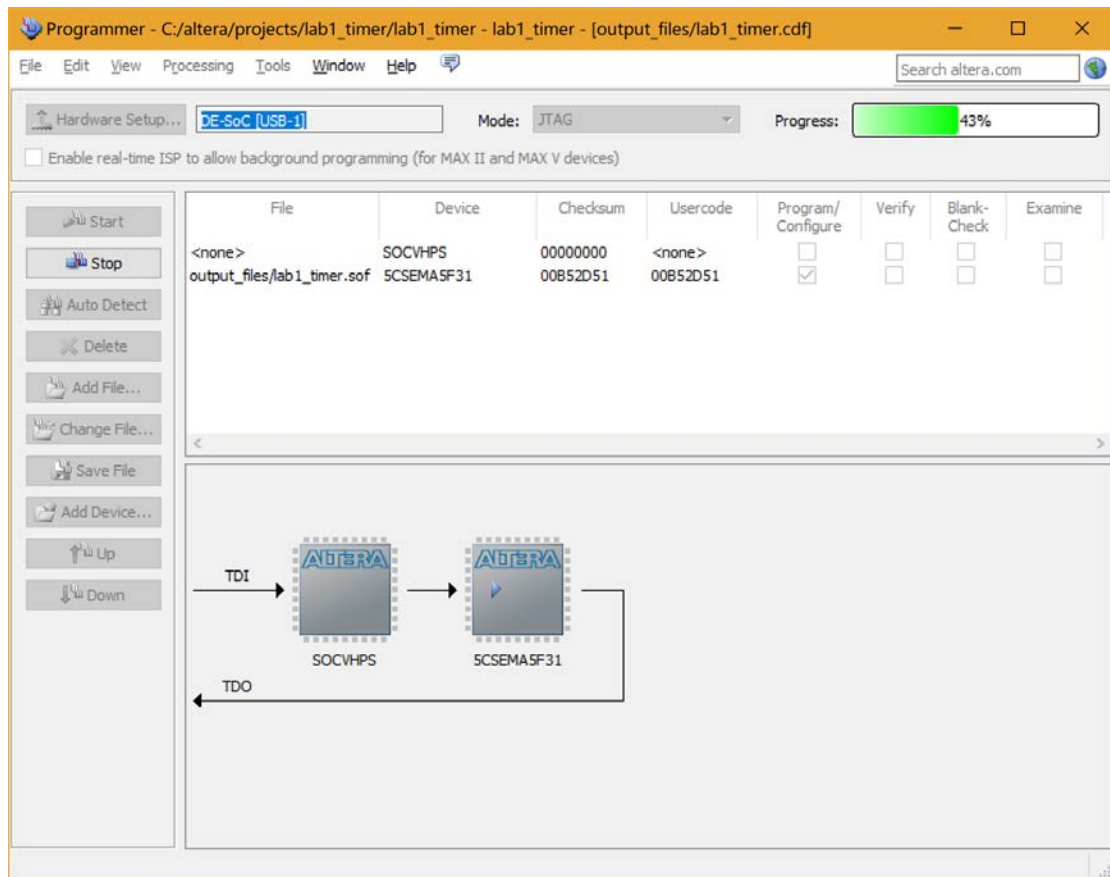 Programmer - C:/altera/projects/lab1_timer/lab1_timer - lab1_timer - [output_files/lab1_timer.cdf]
File Edit View Processing Tools Window Help
Search altera.com
Hardware Setup... DE-SoC [USB-1] Mode: JTAG Progress: 43%
Enable real-time ISP to allow background programming (for MAX II and MAX V devices)
Start
Stop
Auto Detect
Delete
Add File...
Change File...
Save File
Add Device...
Up
Down
File Device Checksum Usercode Program/ Verify Blank- Examine
Configure Check
<none> SOCVHPS 00000000 <none>
output_files/lab1_timer.sof 5CSEMA5F31 00B52D51 00B52D51
TDI
ALTERA ALTERA
SOCVHPS 5CSEMA5F31
TDO